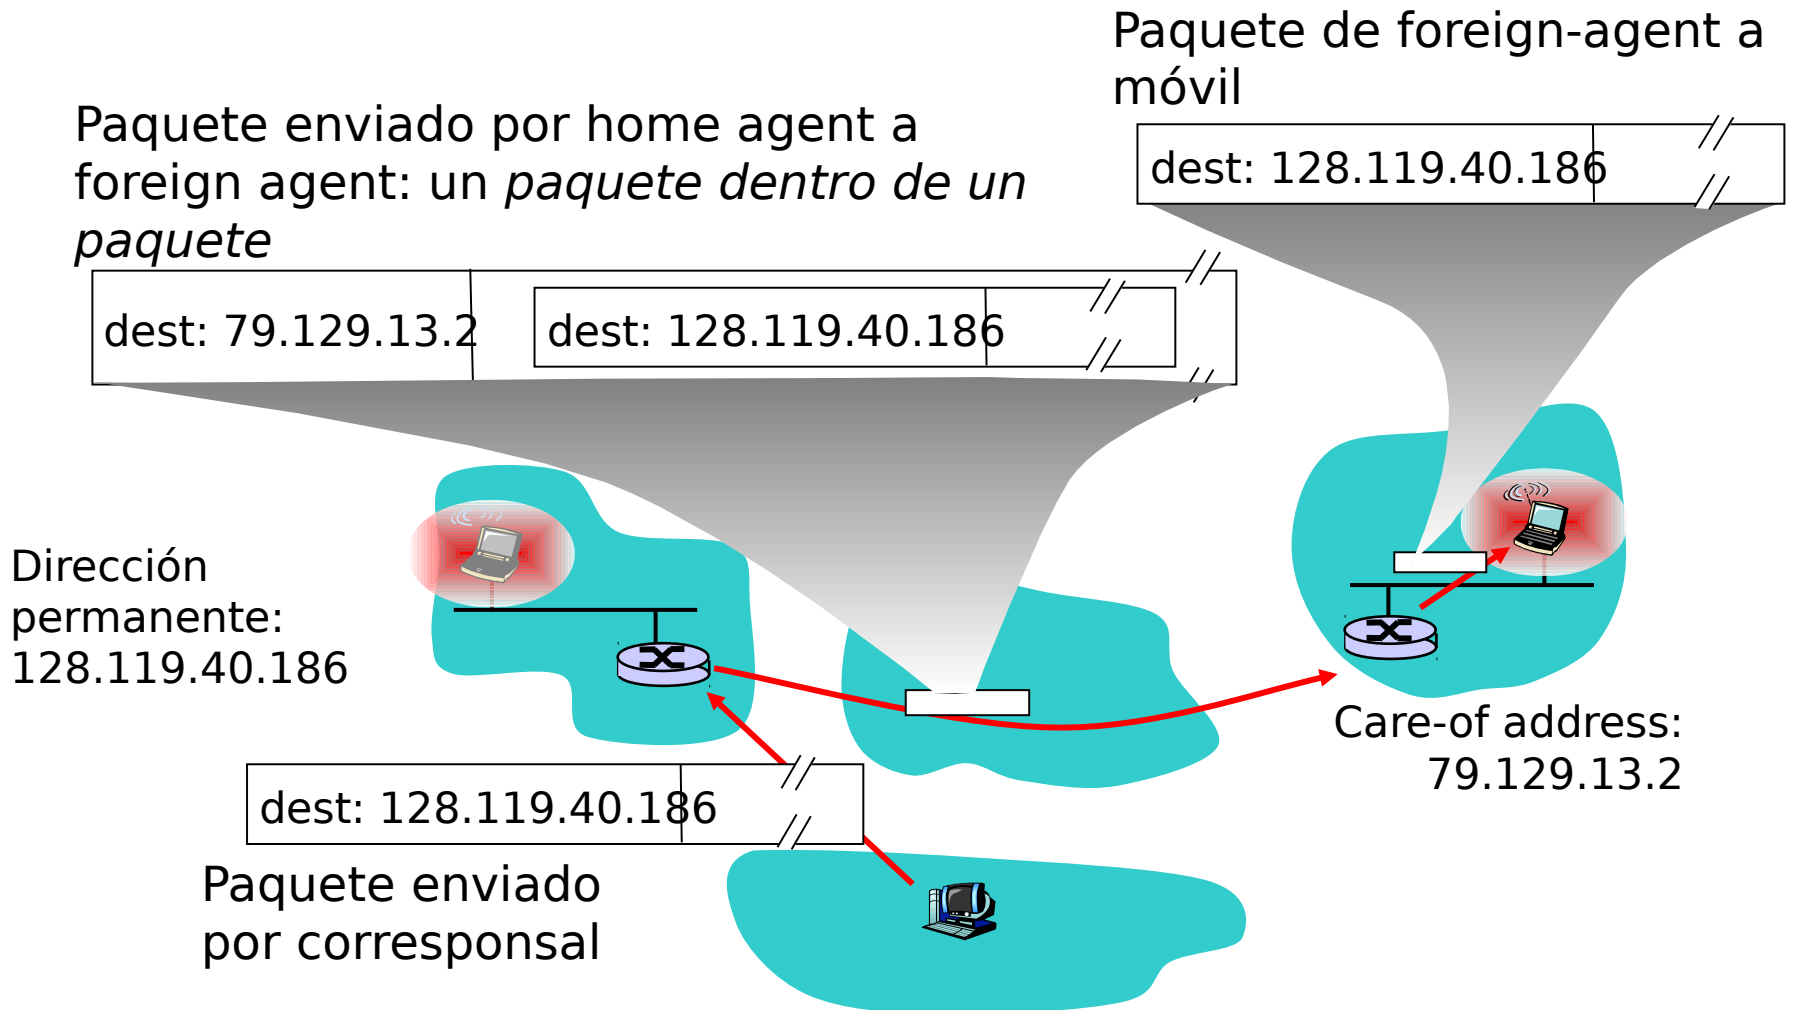 Paquete de foreign-agent a
móvil
dest: 128.119.40.186
Paquete enviado por home agent a
foreign agent: un paquete dentro de un
paquete
dest: 79.129.13.2
dest: 128.119.40.186
Dirección
permanente:
128.119.40.186
Care-of address:
79.129.13.2
dest: 128.119.40.186
Paquete enviado
por corresponsal